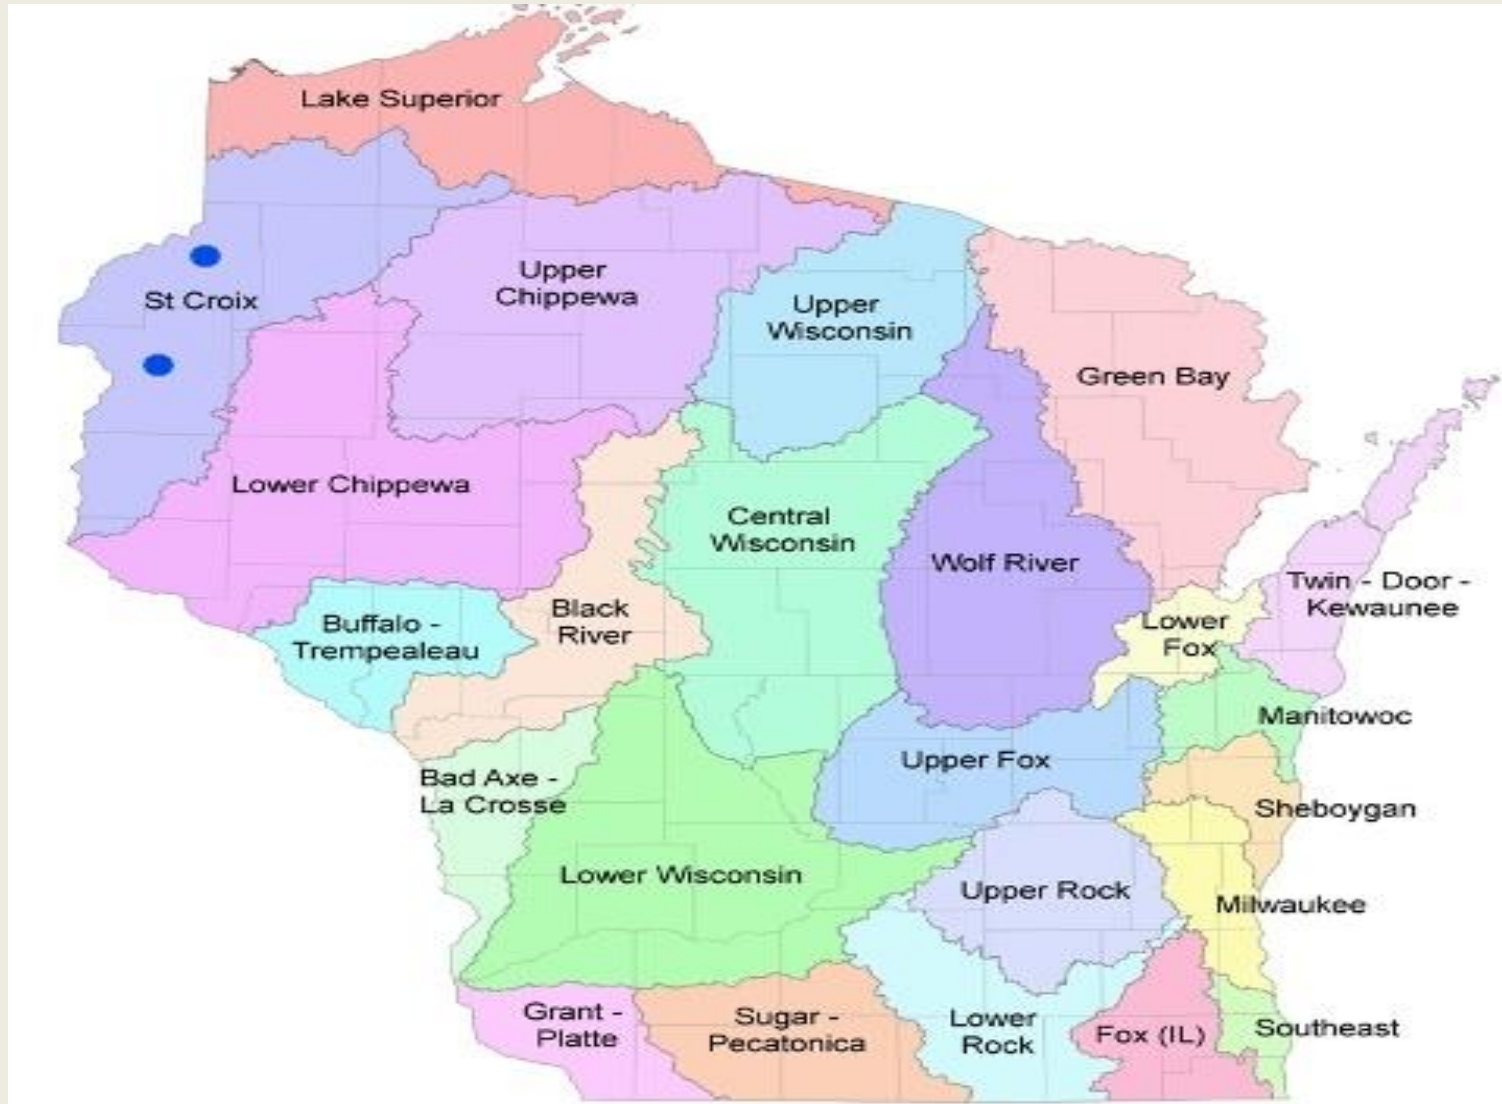 Lake Superior
St Croix
Upper
Chippewa
Upper
Wisconsin
Green Bay
Lower Chippewa
Central
Wisconsin
Wolf River
Twin - Door -
Kewaunee
Buffalo -
Trempealeau
Black
River
Lower
Fox
Manitowoc
Upper Fox
Bad Axe -
La Crosse
Sheboygan
Lower Wisconsin
Upper Rock
Milwaukee
Grant -
Platte
Sugar -
Pecatonica
Lower
Rock
Fox (IL)
Southeast